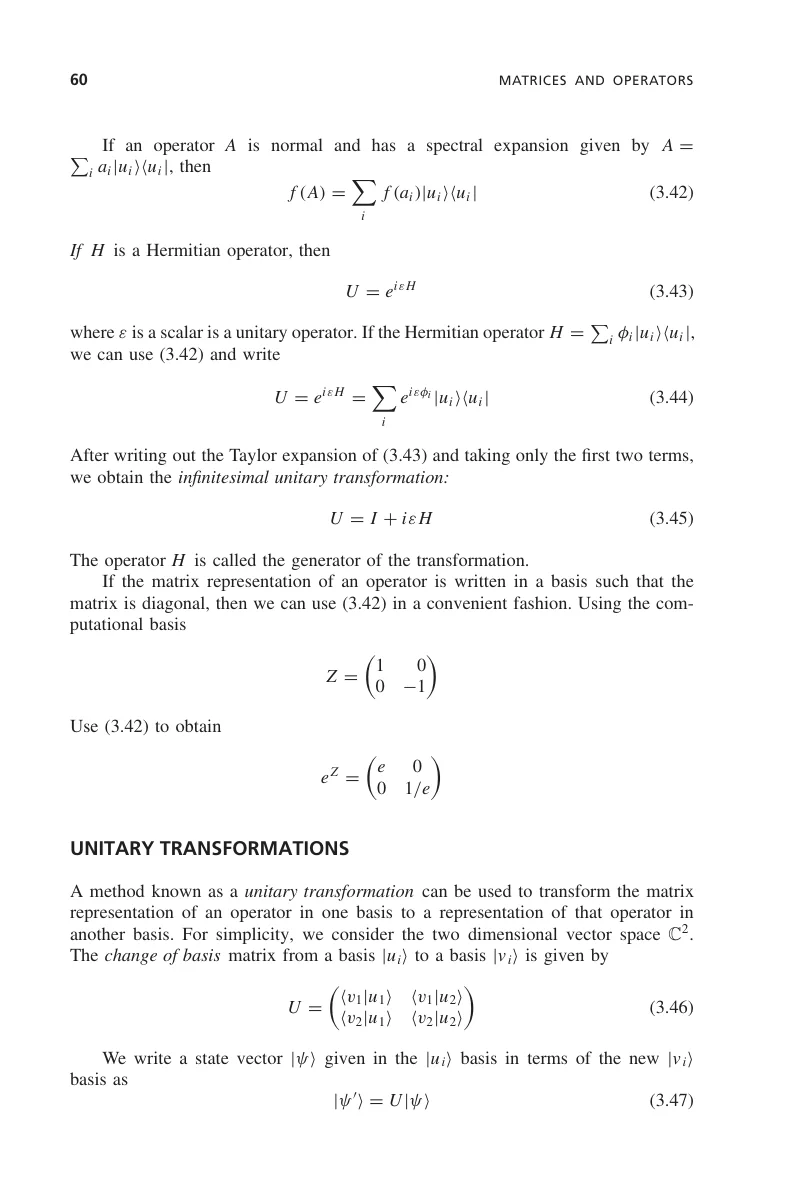 60 MATRICES AND OPERATORS
If an operator A is normal and has a spectral expansion given by A =
∑ᵢ aᵢ|uᵢ⟩⟨uᵢ|, then
f(A) = ∑ᵢ f(aᵢ)|uᵢ⟩⟨uᵢ| (3.42)
If H is a Hermitian operator, then
U = e^{iεH} (3.43)
where ε is a scalar is a unitary operator. If the Hermitian operator H = ∑ᵢ ϕᵢ|uᵢ⟩⟨uᵢ|,
we can use (3.42) and write
U = e^{iεH} = ∑ᵢ e^{iεϕᵢ}|uᵢ⟩⟨uᵢ| (3.44)
After writing out the Taylor expansion of (3.43) and taking only the first two terms,
we obtain the infinitesimal unitary transformation:
U = I + iεH (3.45)
The operator H is called the generator of the transformation.
If the matrix representation of an operator is written in a basis such that the
matrix is diagonal, then we can use (3.42) in a convenient fashion. Using the com-
putational basis
Z = (1 0
0 −1)
Use (3.42) to obtain
e^Z = (e 0
0 1/e)
UNITARY TRANSFORMATIONS
A method known as a unitary transformation can be used to transform the matrix
representation of an operator in one basis to a representation of that operator in
another basis. For simplicity, we consider the two dimensional vector space ℂ².
The change of basis matrix from a basis |uᵢ⟩ to a basis |vᵢ⟩ is given by
U = (⟨v₁|u₁⟩ ⟨v₁|u₂⟩
⟨v₂|u₁⟩ ⟨v₂|u₂⟩) (3.46)
We write a state vector |ψ⟩ given in the |uᵢ⟩ basis in terms of the new |vᵢ⟩
basis as
|ψ′⟩ = U|ψ⟩ (3.47)